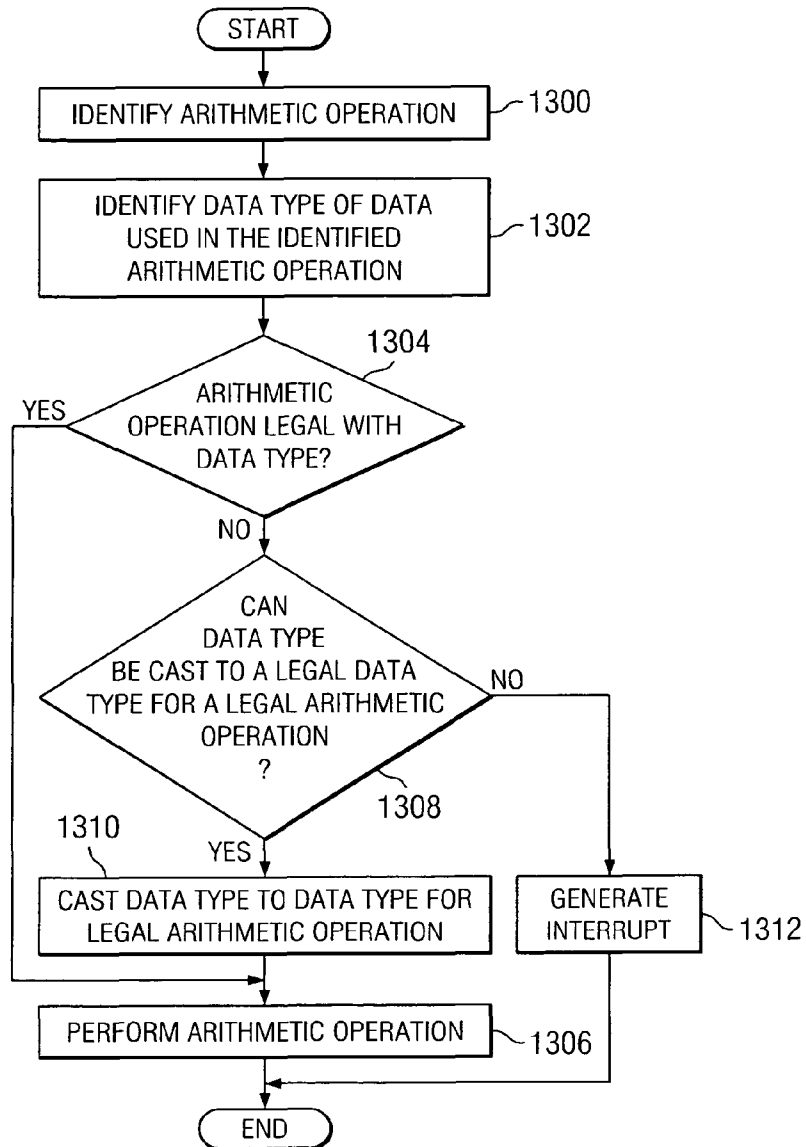 START
IDENTIFY ARITHMETIC OPERATION
1300
IDENTIFY DATA TYPE OF DATA
USED IN THE IDENTIFIED
ARITHMETIC OPERATION
1302
1304
ARITHMETIC
OPERATION LEGAL WITH
DATA TYPE?
YES
NO
CAN
DATA TYPE
BE CAST TO A LEGAL DATA
TYPE FOR A LEGAL ARITHMETIC
OPERATION
?
NO
1308
1310
YES
CAST DATA TYPE TO DATA TYPE FOR
LEGAL ARITHMETIC OPERATION
GENERATE
INTERRUPT
1312
PERFORM ARITHMETIC OPERATION
1306
END